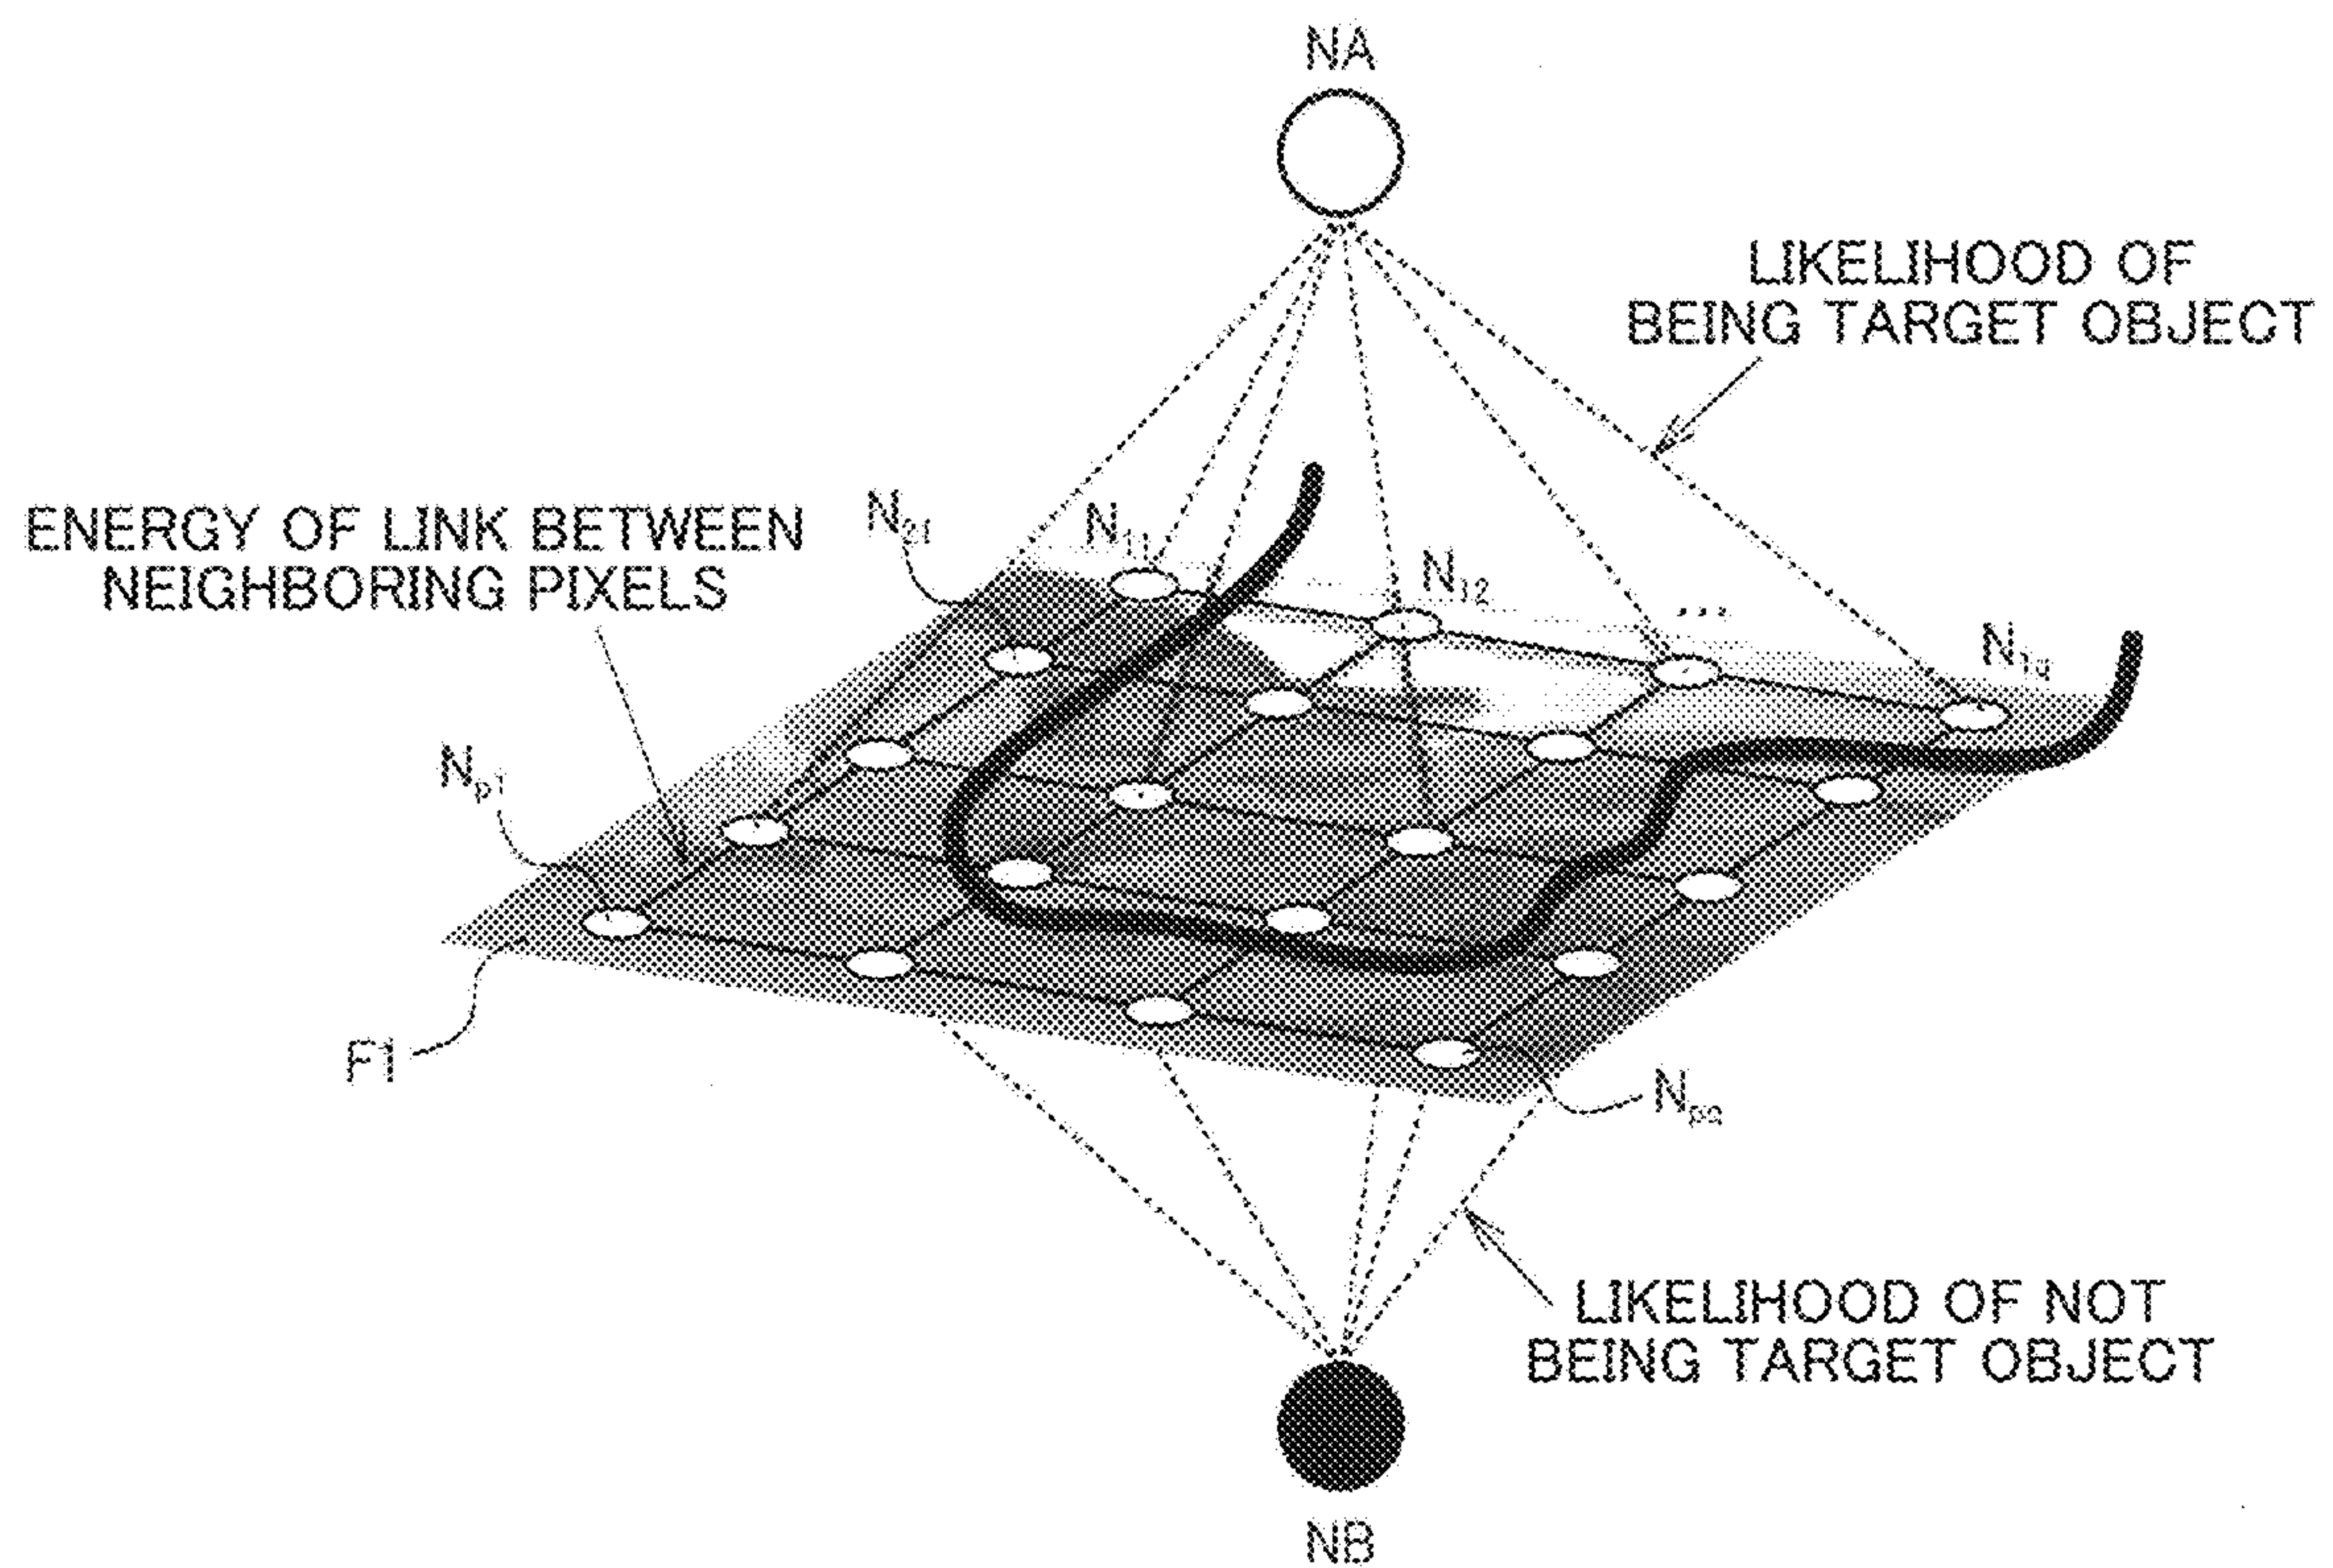 NA
LIKELIHOOD OF
BEING TARGET OBJECT
ENERGY OF LINK BETWEEN
NEIGHBORING PIXELS
N21
N11
N12
...
N1q
Np1
F1
Npq
LIKELIHOOD OF NOT
BEING TARGET OBJECT
NB